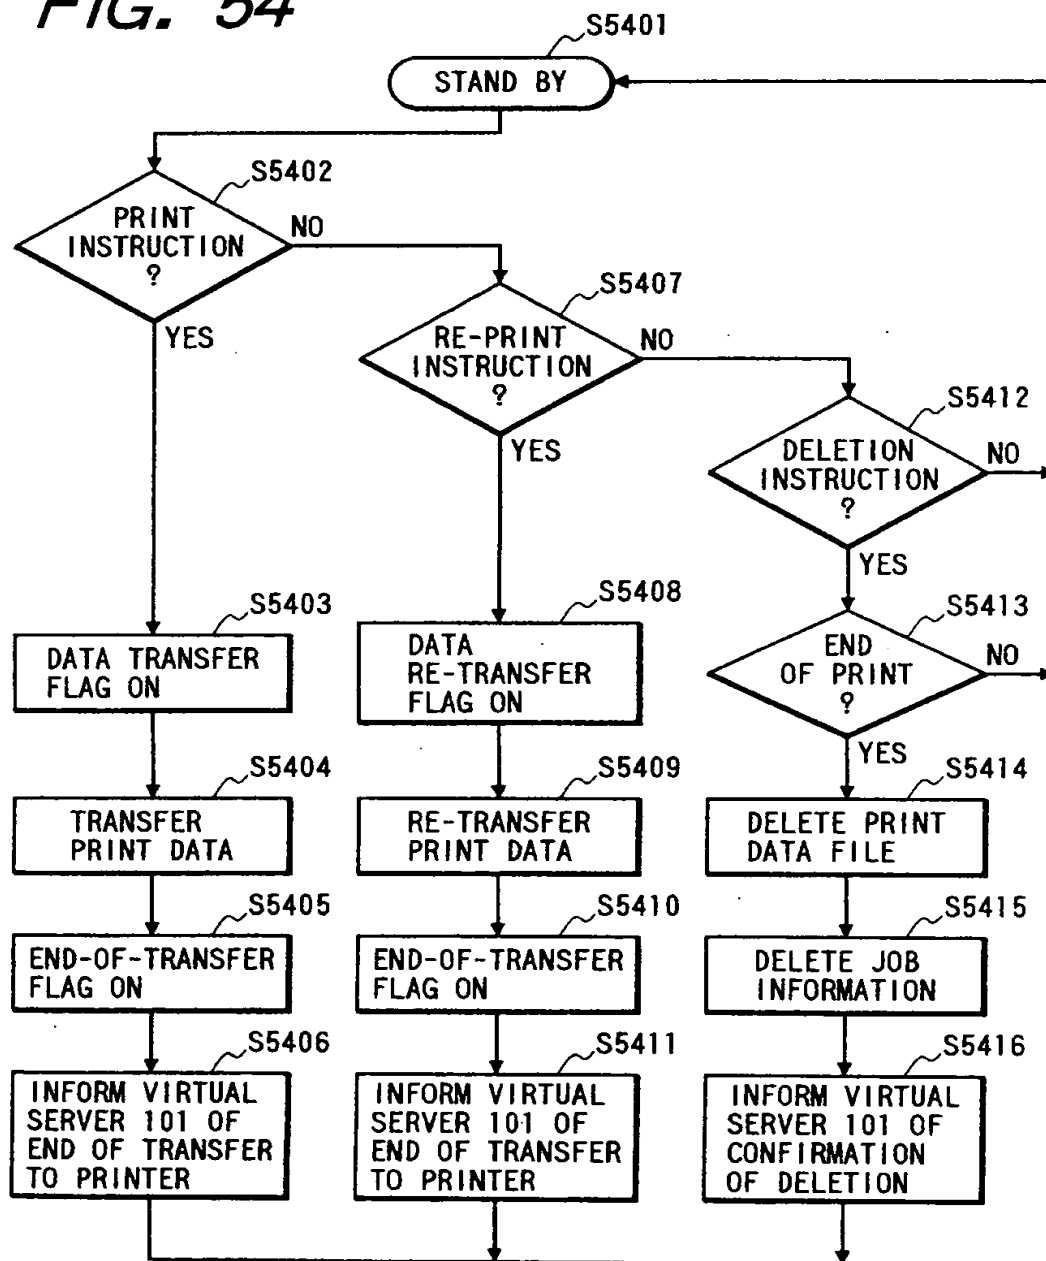 FIG. 54
S5401
STAND BY
S5402
PRINT
INSTRUCTION
?
NO
YES
S5407
RE-PRINT
INSTRUCTION
?
NO
YES
S5412
DELETION
INSTRUCTION
?
NO
YES
S5403
DATA TRANSFER
FLAG ON
S5408
DATA
RE-TRANSFER
FLAG ON
S5413
END
OF PRINT
?
NO
YES
S5404
TRANSFER
PRINT DATA
S5409
RE-TRANSFER
PRINT DATA
S5414
DELETE PRINT
DATA FILE
S5405
END-OF-TRANSFER
FLAG ON
S5410
END-OF-TRANSFER
FLAG ON
S5415
DELETE JOB
INFORMATION
S5406
INFORM VIRTUAL
SERVER 101 OF
END OF TRANSFER
TO PRINTER
S5411
INFORM VIRTUAL
SERVER 101 OF
END OF TRANSFER
TO PRINTER
S5416
INFORM VIRTUAL
SERVER 101 OF
CONFIRMATION
OF DELETION